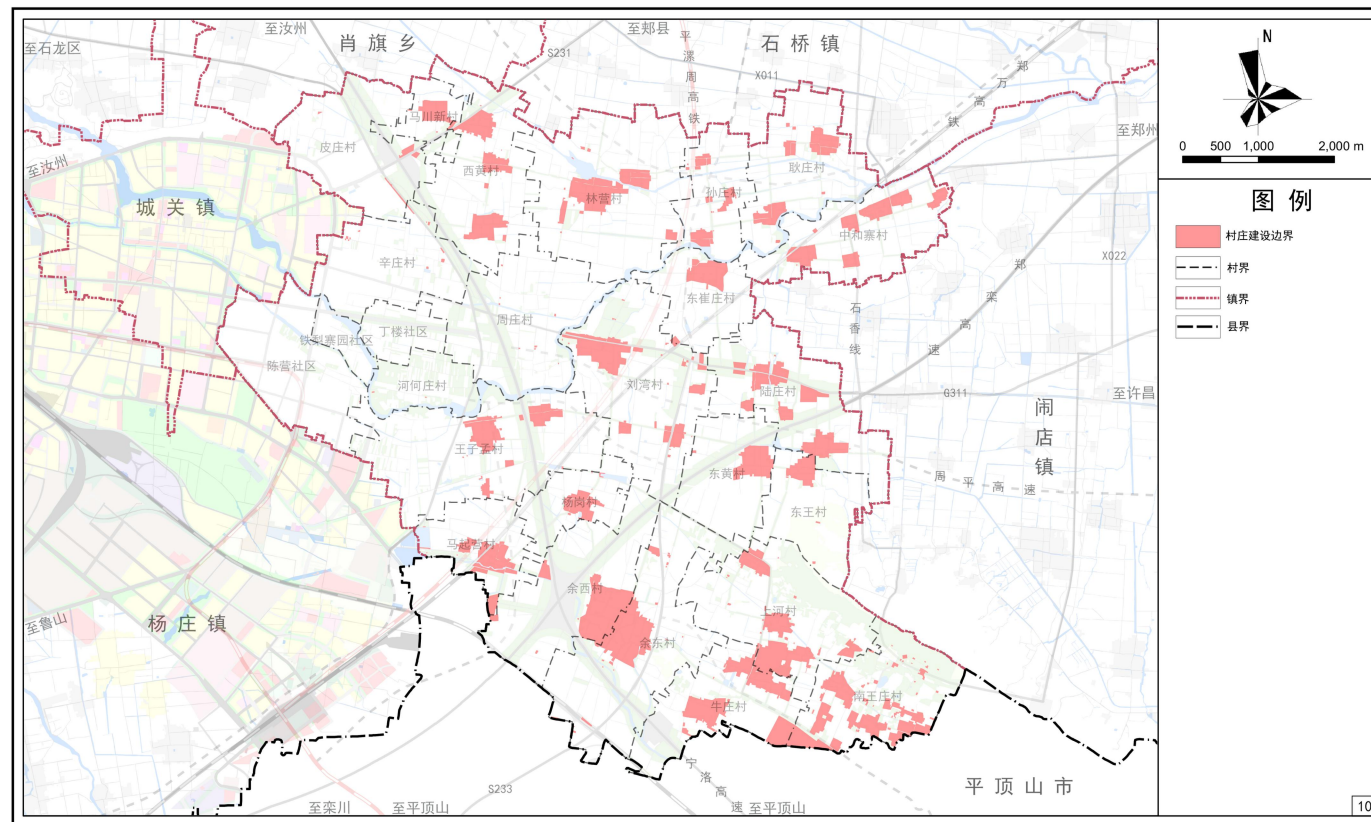 至汝州
至郏县
肖旗乡
石桥镇
至石龙区
S231
平漯周高铁
X011
郑万高铁
至郑州
马川新村
皮庄村
西黄村
耿庄村
至汝州
林营村
孙庄村
城关镇
中和寨村
X022
辛庄村
郑栾高速
东崔庄村
石香线
周庄村
丁楼社区
铁梨寨园社区
陈营社区
河何庄村
刘湾村
陆庄村
G311
至许昌
闹店镇
王子孟村
东黄村
周平高速
杨岗村
东王村
马起营村
余西村
上河村
杨庄镇
至鲁山
余东村
南王庄村
牛庄村
宁洛高速
平顶山市
S233
至栾川
至平顶山
至平顶山
N
0 500 1,000 2,000 m
图例
村庄建设边界
村界
镇界
县界
10